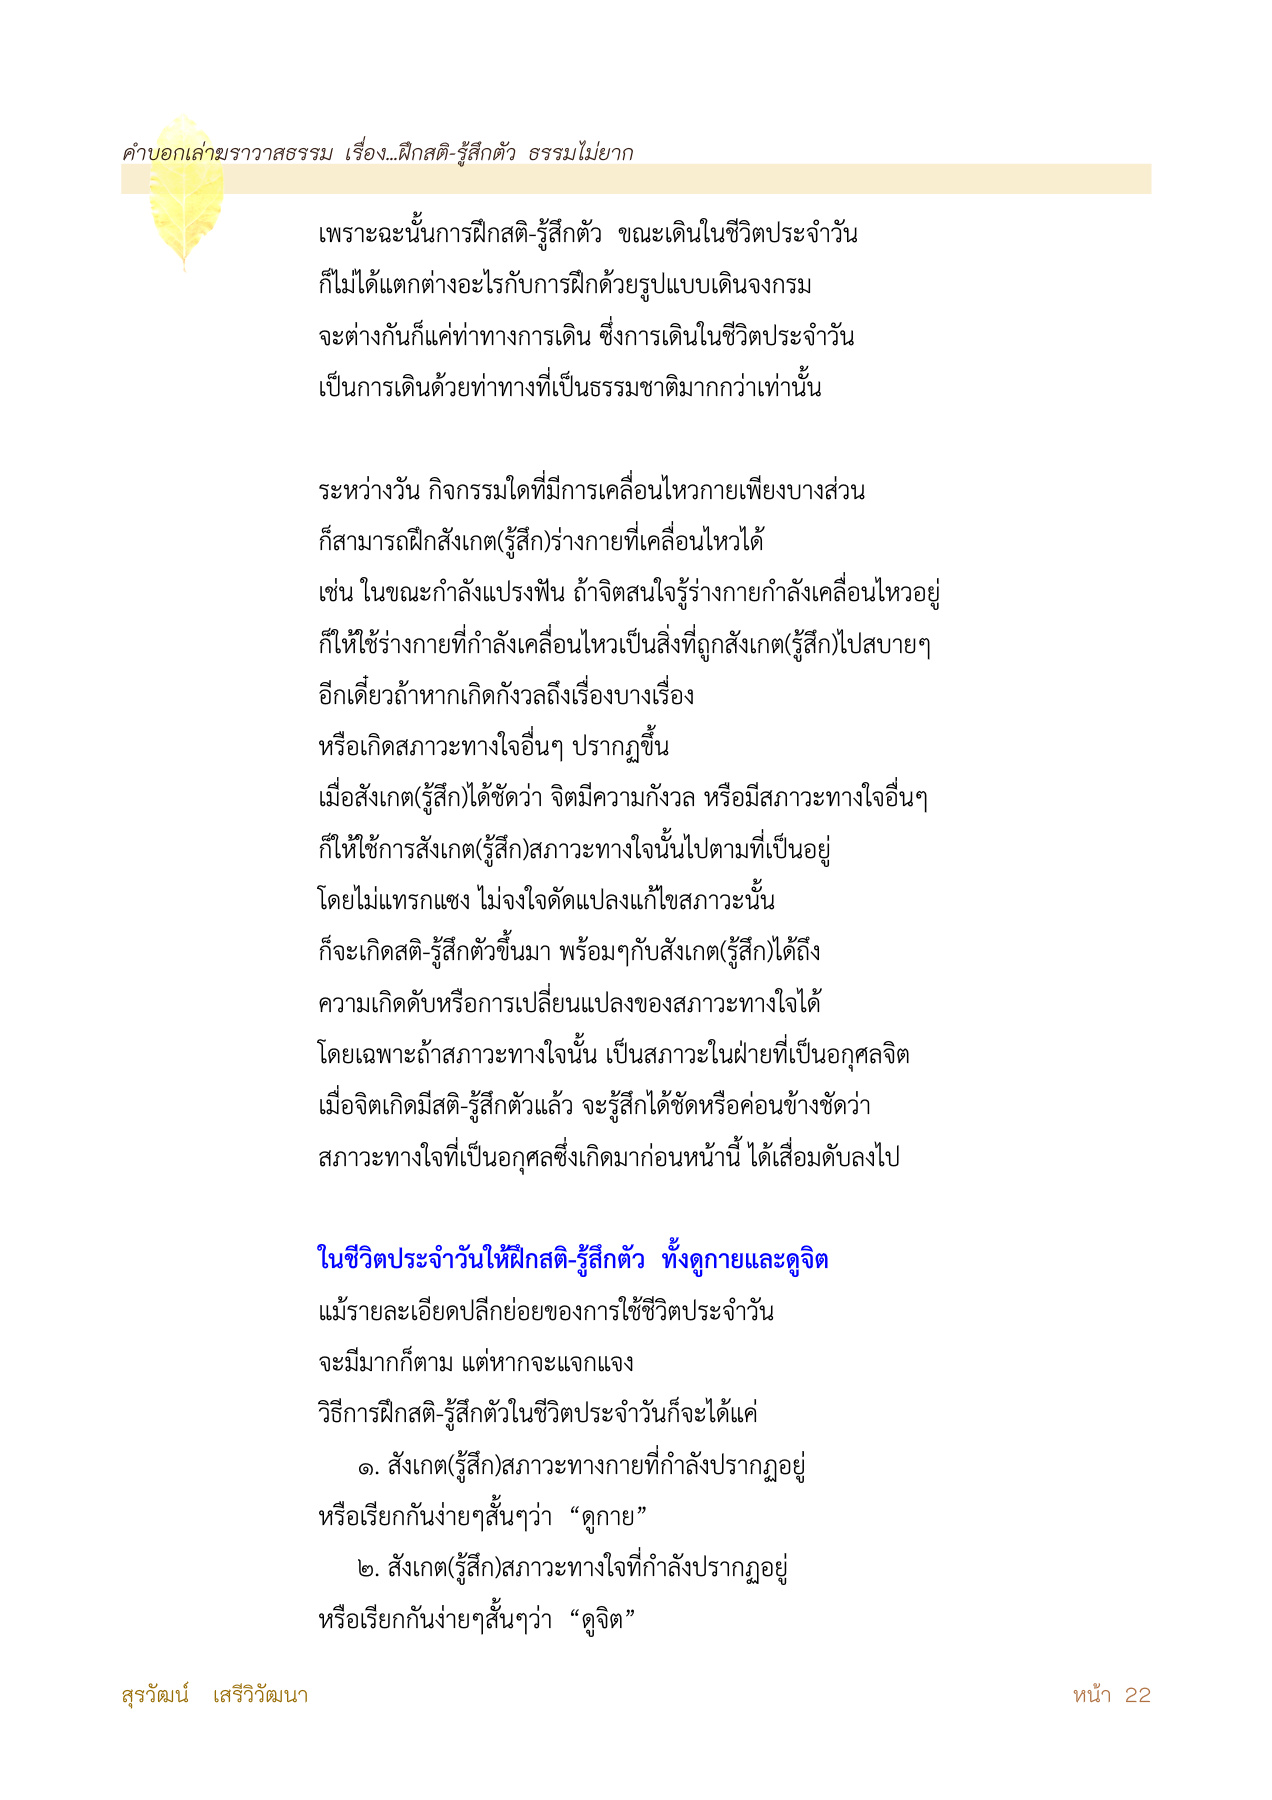 คำบอกเล่าฆราวาสธรรม เรื่อง...ฝึกสติ-รู้สึกตัว ธรรมไม่ยาก
เพราะฉะนั้นการฝึกสติ-รู้สึกตัว ขณะเดินในชีวิตประจำวัน
ก็ไม่ได้แตกต่างอะไรกับการฝึกด้วยรูปแบบเดินจงกรม
จะต่างกันก็แค่ท่าทางการเดิน ซึ่งการเดินในชีวิตประจำวัน
เป็นการเดินด้วยท่าทางที่เป็นธรรมชาติมากกว่าเท่านั้น
ระหว่างวัน กิจกรรมใดที่มีการเคลื่อนไหวกายเพียงบางส่วน
ก็สามารถฝึกสังเกต(รู้สึก)ร่างกายที่เคลื่อนไหวได้
เช่น ในขณะกำลังแปรงฟัน ถ้าจิตสนใจรู้ร่างกายกำลังเคลื่อนไหวอยู่
ก็ให้ใช้ร่างกายที่กำลังเคลื่อนไหวเป็นสิ่งที่ถูกสังเกต(รู้สึก)ไปสบายๆ
อีกเดี๋ยวถ้าหากเกิดกังวลถึงเรื่องบางเรื่อง
หรือเกิดสภาวะทางใจอื่นๆ ปรากฏขึ้น
เมื่อสังเกต(รู้สึก)ได้ชัดว่า จิตมีความกังวล หรือมีสภาวะทางใจอื่นๆ
ก็ให้ใช้การสังเกต(รู้สึก)สภาวะทางใจนั้นไปตามที่เป็นอยู่
โดยไม่แทรกแซง ไม่จงใจดัดแปลงแก้ไขสภาวะนั้น
ก็จะเกิดสติ-รู้สึกตัวขึ้นมา พร้อมๆกับสังเกต(รู้สึก)ได้ถึง
ความเกิดดับหรือการเปลี่ยนแปลงของสภาวะทางใจได้
โดยเฉพาะถ้าสภาวะทางใจนั้น เป็นสภาวะในฝ่ายที่เป็นอกุศลจิต
เมื่อจิตเกิดมีสติ-รู้สึกตัวแล้ว จะรู้สึกได้ชัดหรือค่อนข้างชัดว่า
สภาวะทางใจที่เป็นอกุศลซึ่งเกิดมาก่อนหน้านี้ ได้เสื่อมดับลงไป
ในชีวิตประจำวันให้ฝึกสติ-รู้สึกตัว ทั้งดูกายและดูจิต
แม้รายละเอียดปลีกย่อยของการใช้ชีวิตประจำวัน
จะมีมากก็ตาม แต่หากจะแจกแจง
วิธีการฝึกสติ-รู้สึกตัวในชีวิตประจำวันก็จะได้แค่
๑. สังเกต(รู้สึก)สภาวะทางกายที่กำลังปรากฏอยู่
หรือเรียกกันง่ายๆสั้นๆว่า “ดูกาย”
๒. สังเกต(รู้สึก)สภาวะทางใจที่กำลังปรากฏอยู่
หรือเรียกกันง่ายๆสั้นๆว่า “ดูจิต”
สุรวัฒน์ เสรีวิวัฒนา
หน้า 22